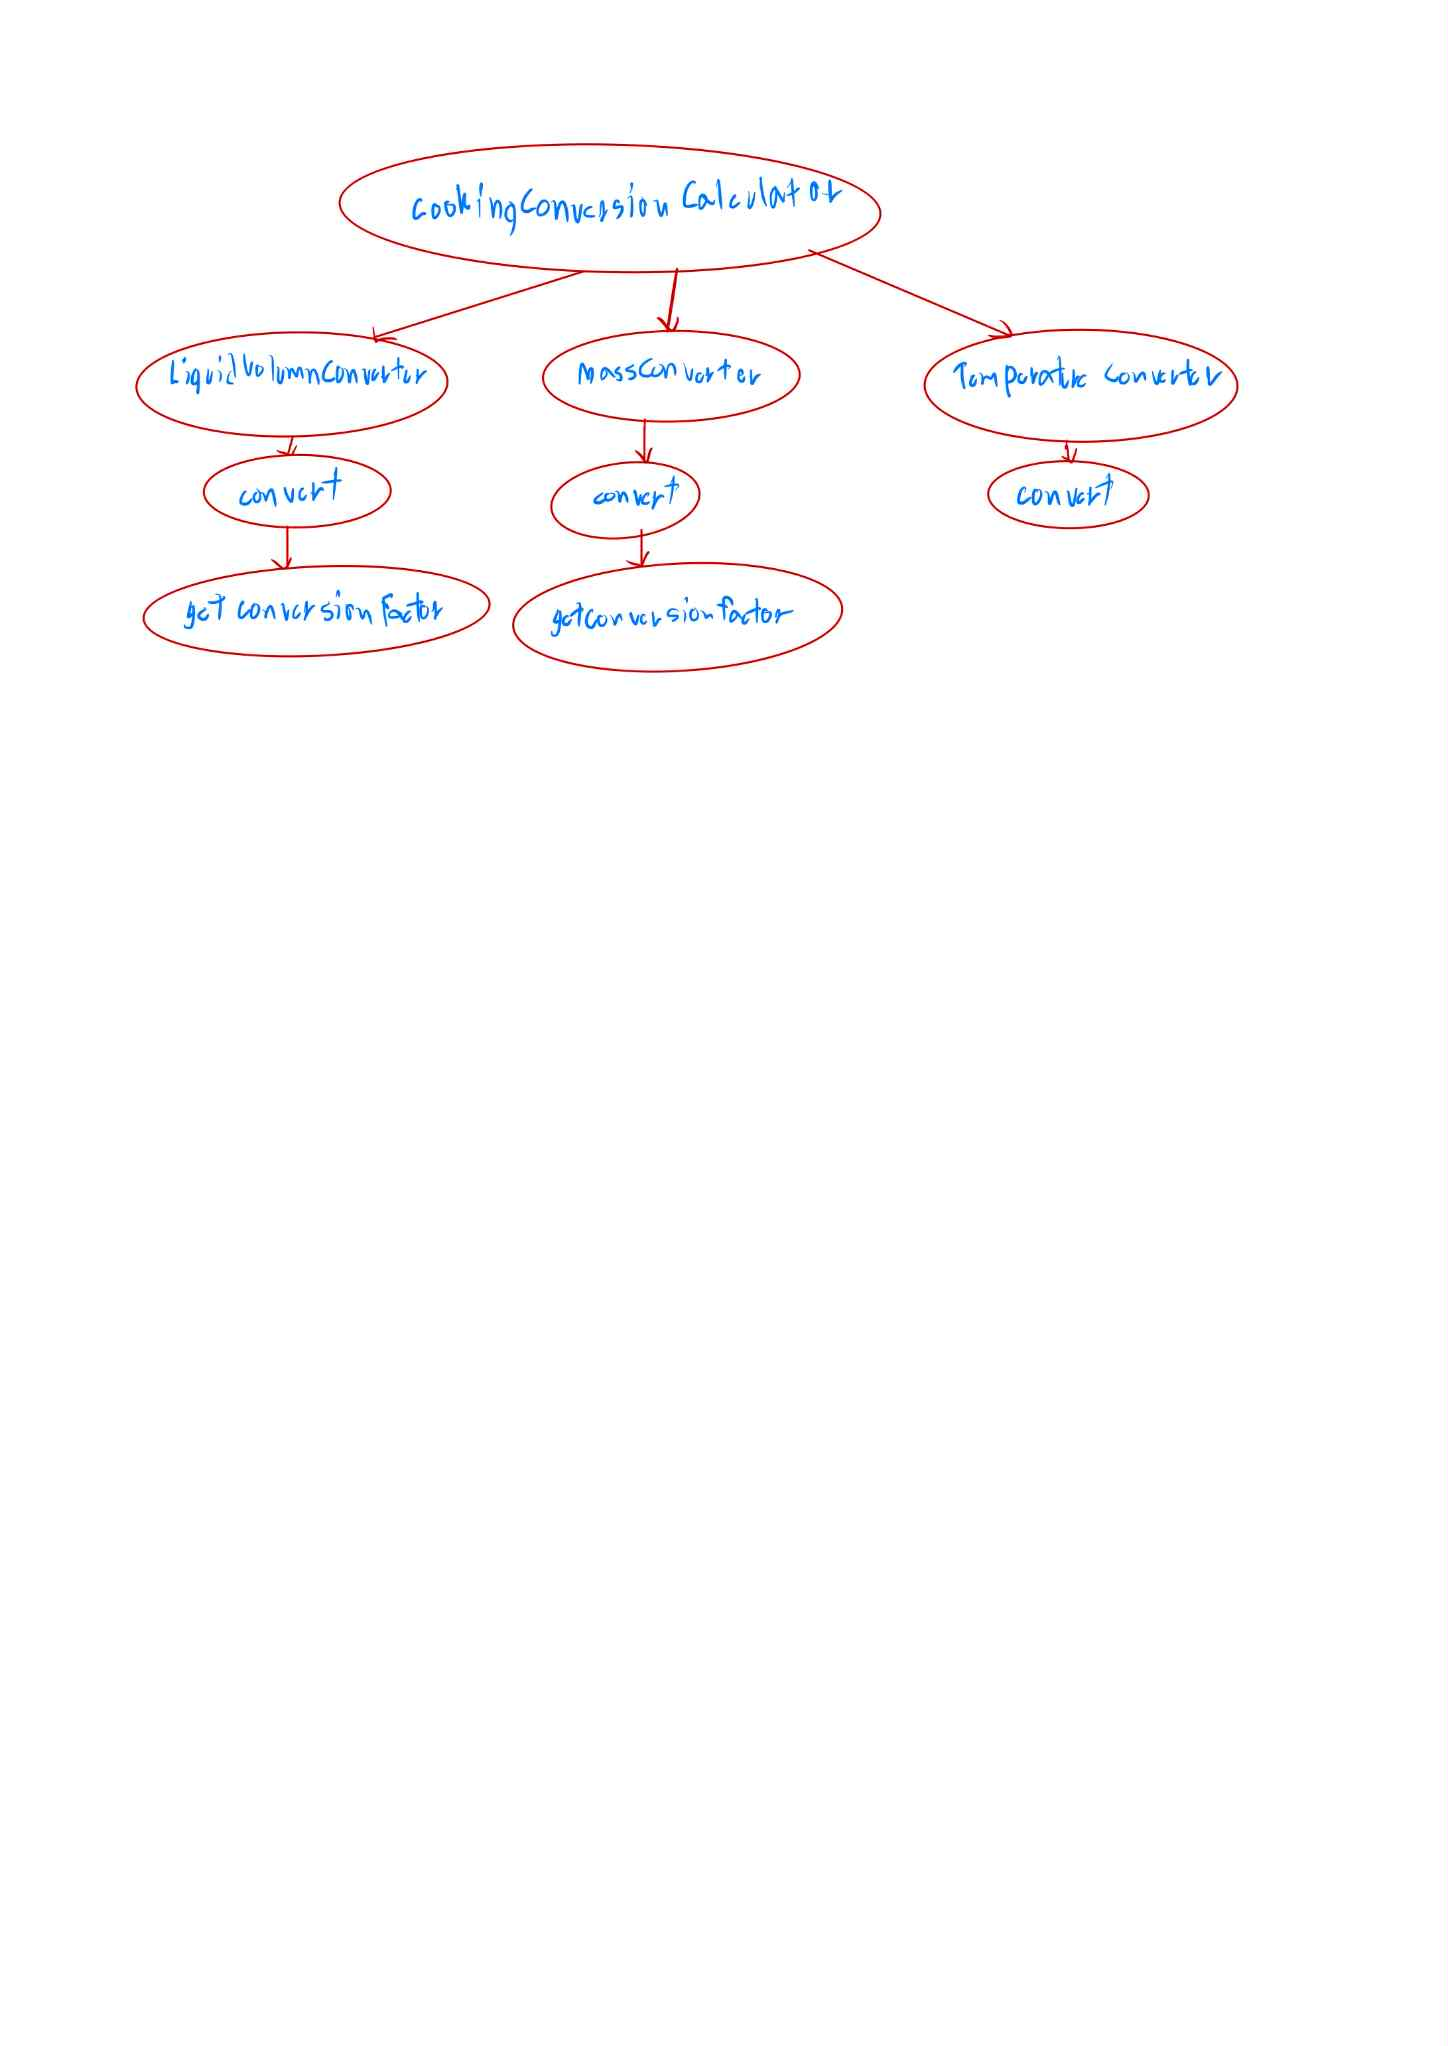 cookingConversion Calculator
LiquidVolumnConverter
MassConverter
Temperature Converter
convert
convert
convert
get conversion factor
getconversionfactor